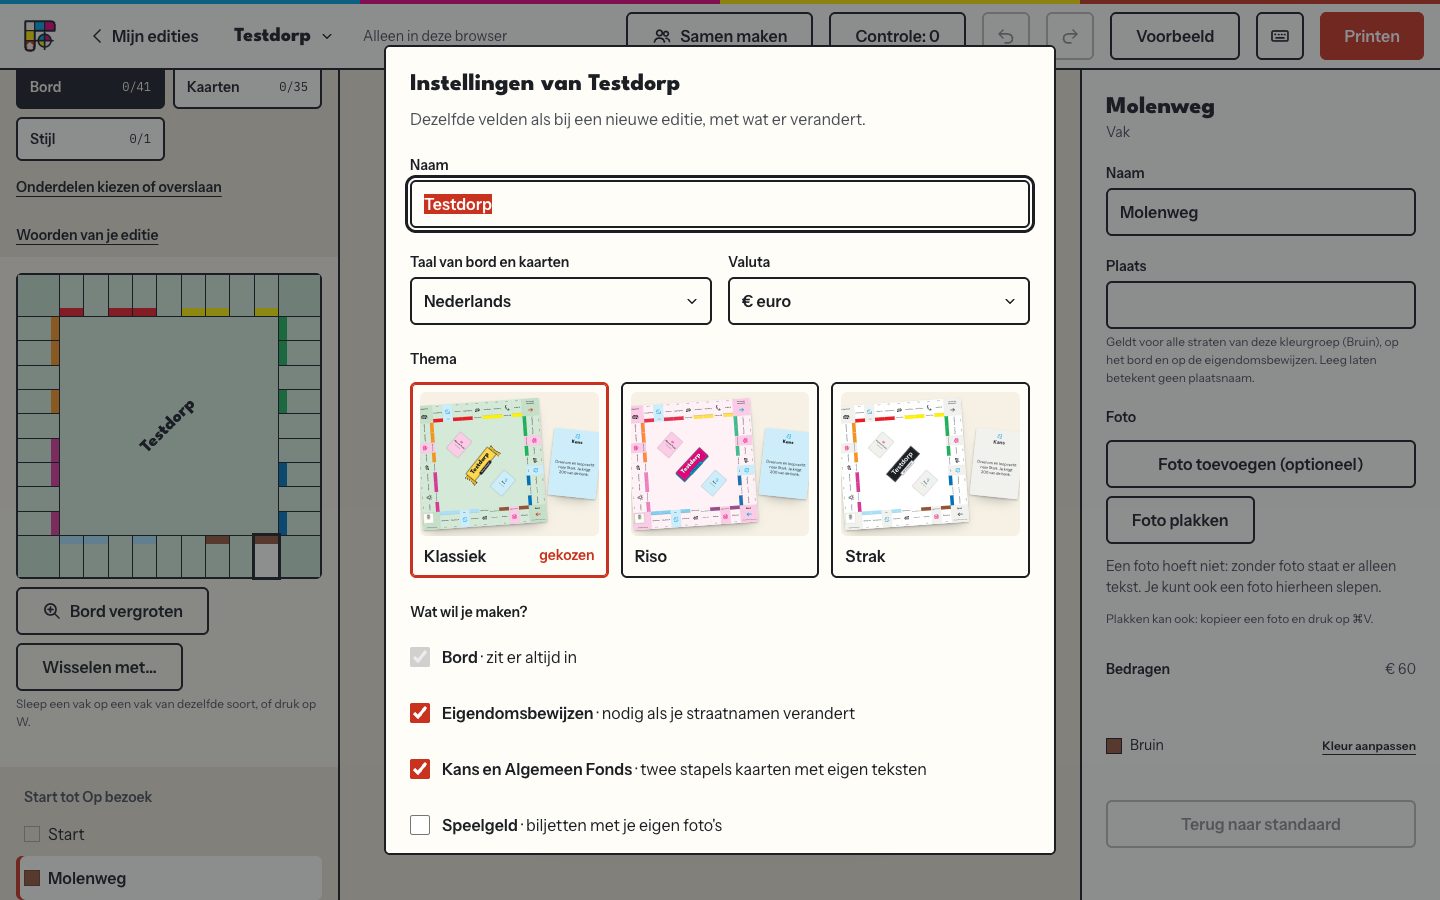 Mijn edities
Testdorp
Alleen in deze browser
Samen maken
Controle: 0
Voorbeeld
Printen
Bord 0/41
Kaarten 0/35
Stijl 0/1
Onderdelen kiezen of overslaan
Woorden van je editie
Testdorp
Bord vergroten
Wisselen met...
Sleep een vak op een vak van dezelfde soort, of druk op
W.
Start tot Op bezoek
Start
Molenweg
Instellingen van Testdorp
Dezelfde velden als bij een nieuwe editie, met wat er verandert.
Naam
Testdorp
Taal van bord en kaarten
Valuta
Nederlands
€ euro
Thema
Testdorp
Kans
Testdorp
Kans
Testdorp
Kans
Klassiek
gekozen
Riso
Strak
Wat wil je maken?
Bord · zit er altijd in
Eigendomsbewijzen · nodig als je straatnamen verandert
Kans en Algemeen Fonds · twee stapels kaarten met eigen teksten
Speelgeld · biljetten met je eigen foto's
Molenweg
Vak
Naam
Molenweg
Plaats
Geldt voor alle straten van deze kleurgroep (Bruin), op
het bord en op de eigendomsbewijzen. Leeg laten
betekent geen plaatsnaam.
Foto
Foto toevoegen (optioneel)
Foto plakken
Een foto hoeft niet: zonder foto staat er alleen
tekst. Je kunt ook een foto hierheen slepen.
Plakken kan ook: kopieer een foto en druk op ⌘V.
Bedragen
€ 60
Bruin
Kleur aanpassen
Terug naar standaard